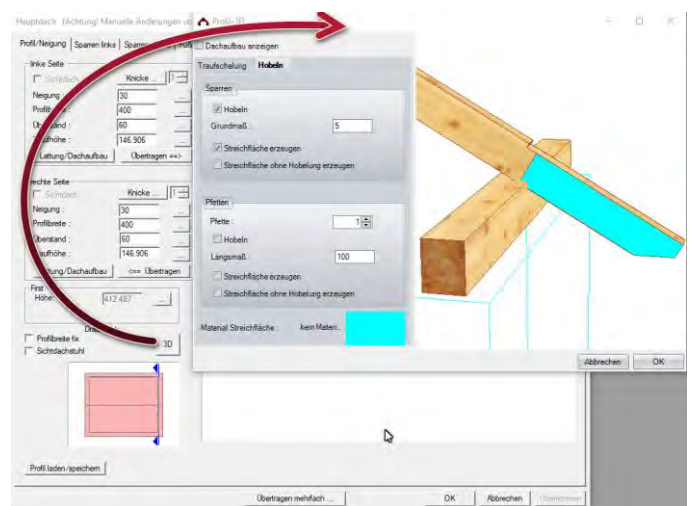 Hauptdach (Achtung! Manuelle Änderungen vo
Profil-3D
Profil/Neigung
Sparren links
Dachaufbau anzeigen
Traufschalung
Hobeln
linke Seite
Knicke ...
1
Neigung :
30
400
60
146.906
Lattung/Dachaufbau
Übertragen ==>
Sparren
Hobeln
Grundmaß :
5
Streichfläche erzeugen
Streichfläche ohne Hobelung erzeugen
rechte Seite
Sichtdach
Knicke ...
1
Neigung :
30
Profilbreite :
400
Überstand :
60
Traufhöhe :
146.906
Lattung/Dachaufbau
<== Übertragen
Pfetten
Pfette :
1
Hobeln
Längsmaß :
100
Streichfläche erzeugen
Streichfläche ohne Hobelung erzeugen
First
Höhe:
412.487
...
Profilbreite fix
Sichtdachstuhl
3D
Material Streichfläche :
kein Materi..
Abbrechen
OK
Profil laden/speichern
Übertragen mehrfach ...
OK
Abbrechen
Übernehmen